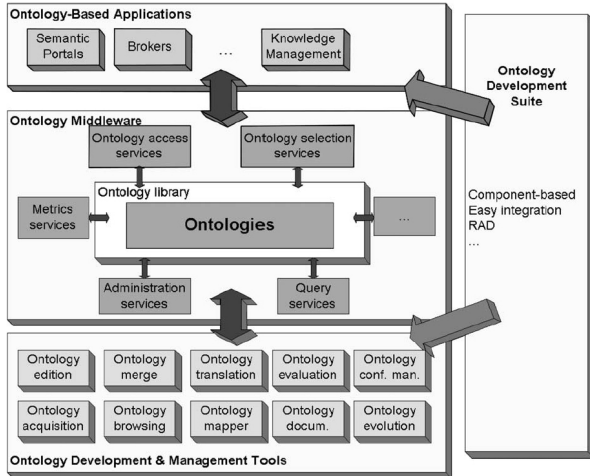 Ontology-Based Applications
Semantic
Portals
Brokers
...
Knowledge
Management
Ontology
Development
Suite
Component-based
Easy integration
RAD
...
Ontology Middleware
Ontology access
services
Ontology selection
services
Ontology library
Metrics
services
Ontologies
...
Administration
services
Query
services
Ontology
edition
Ontology
merge
Ontology
translation
Ontology
evaluation
Ontology
conf. man.
Ontology
acquisition
Ontology
browsing
Ontology
mapper
Ontology
docum.
Ontology
evolution
Ontology Development & Management Tools